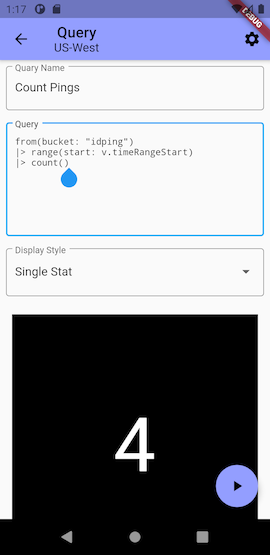 1:17
DEBUG
Query
US-West
Quary Name
Count Pings
Query
from(bucket: "idping")
|> range(start: v.timeRangeStart)
|> count()
Display Style
Single Stat
4